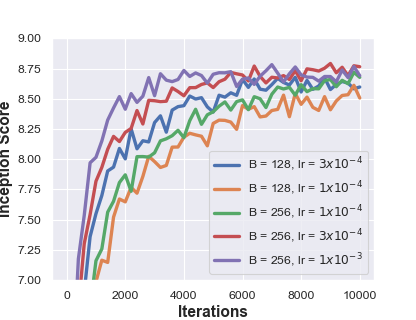 Inception Score
9.00
8.75
8.50
8.25
8.00
7.75
7.50
7.25
7.00
B = 128, lr = 3x10⁻⁴
B = 128, lr = 1x10⁻⁴
B = 256, lr = 1x10⁻⁴
B = 256, lr = 3x10⁻⁴
B = 256, lr = 1x10⁻³
0 2000 4000 6000 8000 10000
Iterations